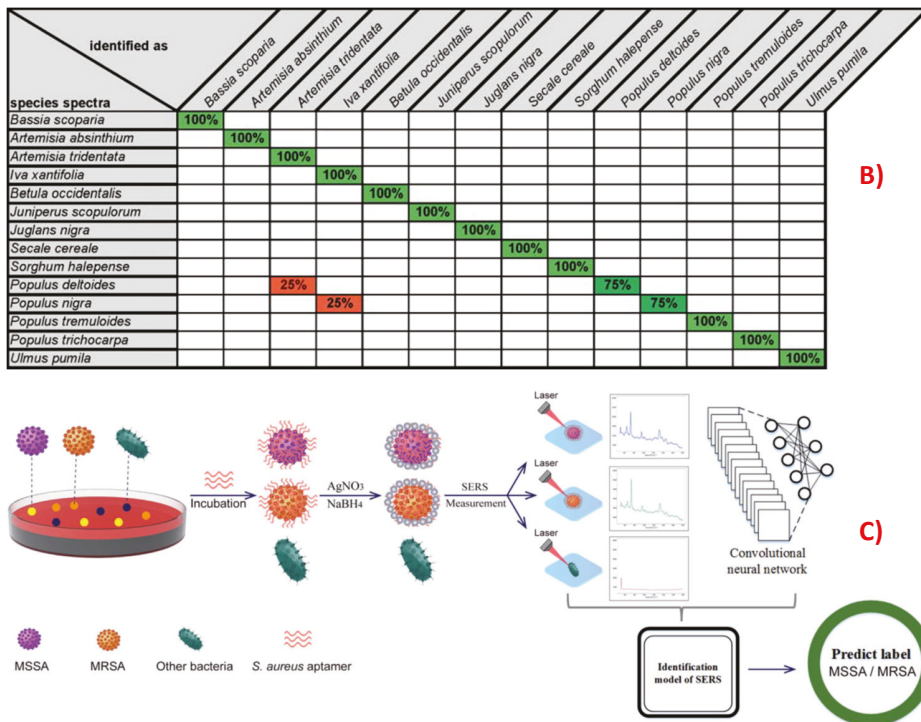 identified as
species spectra
Bassia scoparia
Artemisia absinthium
Artemisia tridentata
Iva xantifolia
Betula occidentalis
Juniperus scopulorum
Juglans nigra
Secale cereale
Sorghum halepense
Populus deltoides
Populus nigra
Populus tremuloides
Populus trichocarpa
Ulmus pumila
Bassia scoparia 100%
Artemisia absinthium 100%
Artemisia tridentata 100%
Iva xantifolia 100%
Betula occidentalis 100%
Juniperus scopulorum 100%
Juglans nigra 100%
Secale cereale 100%
Sorghum halepense 100%
Populus deltoides 25% 75%
Populus nigra 25% 75%
Populus tremuloides 100%
Populus trichocarpa 100%
Ulmus pumila 100%
B)
Incubation
AgNO3
NaBH4
SERS
Measurement
Laser
Laser
Laser
Convolutional
neural network
C)
MSSA
MRSA
Other bacteria
S. aureus aptamer
Identification
model of SERS
Predict label
MSSA / MRSA